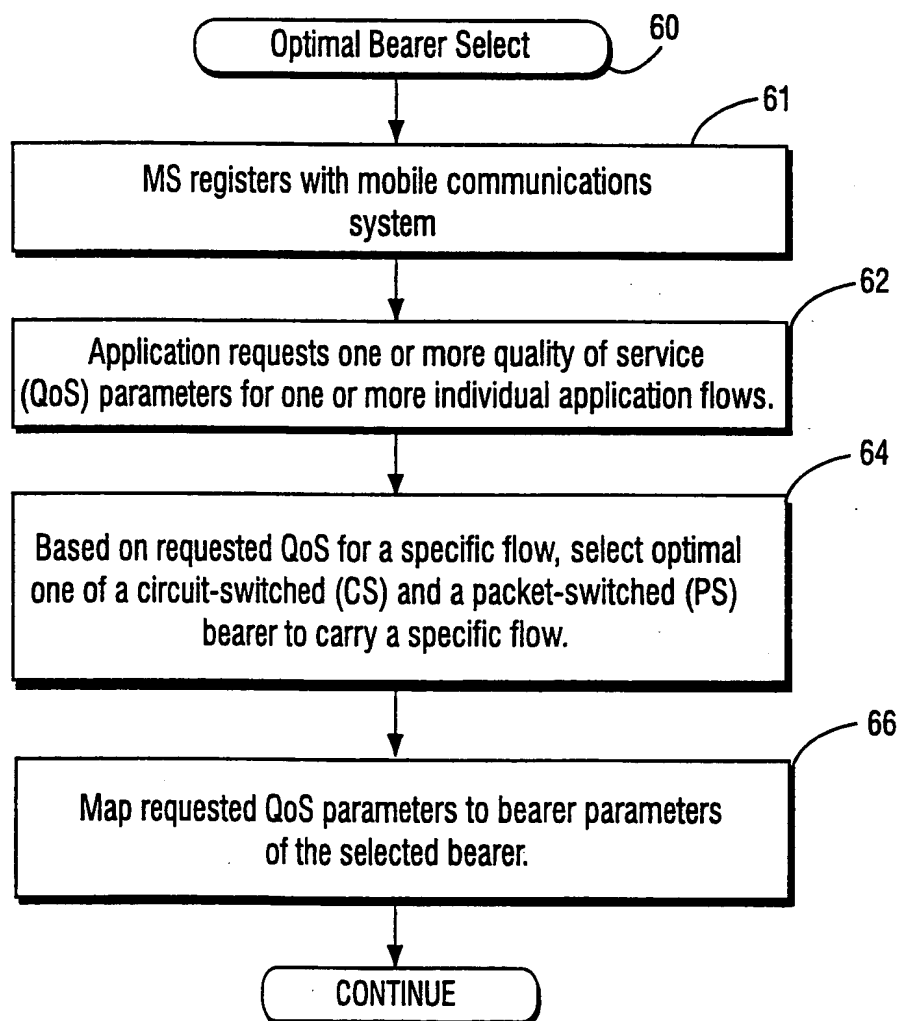 Optimal Bearer Select
60
61
MS registers with mobile communications
system
62
Application requests one or more quality of service
(QoS) parameters for one or more individual application flows.
64
Based on requested QoS for a specific flow, select optimal
one of a circuit-switched (CS) and a packet-switched (PS)
bearer to carry a specific flow.
66
Map requested QoS parameters to bearer parameters
of the selected bearer.
CONTINUE